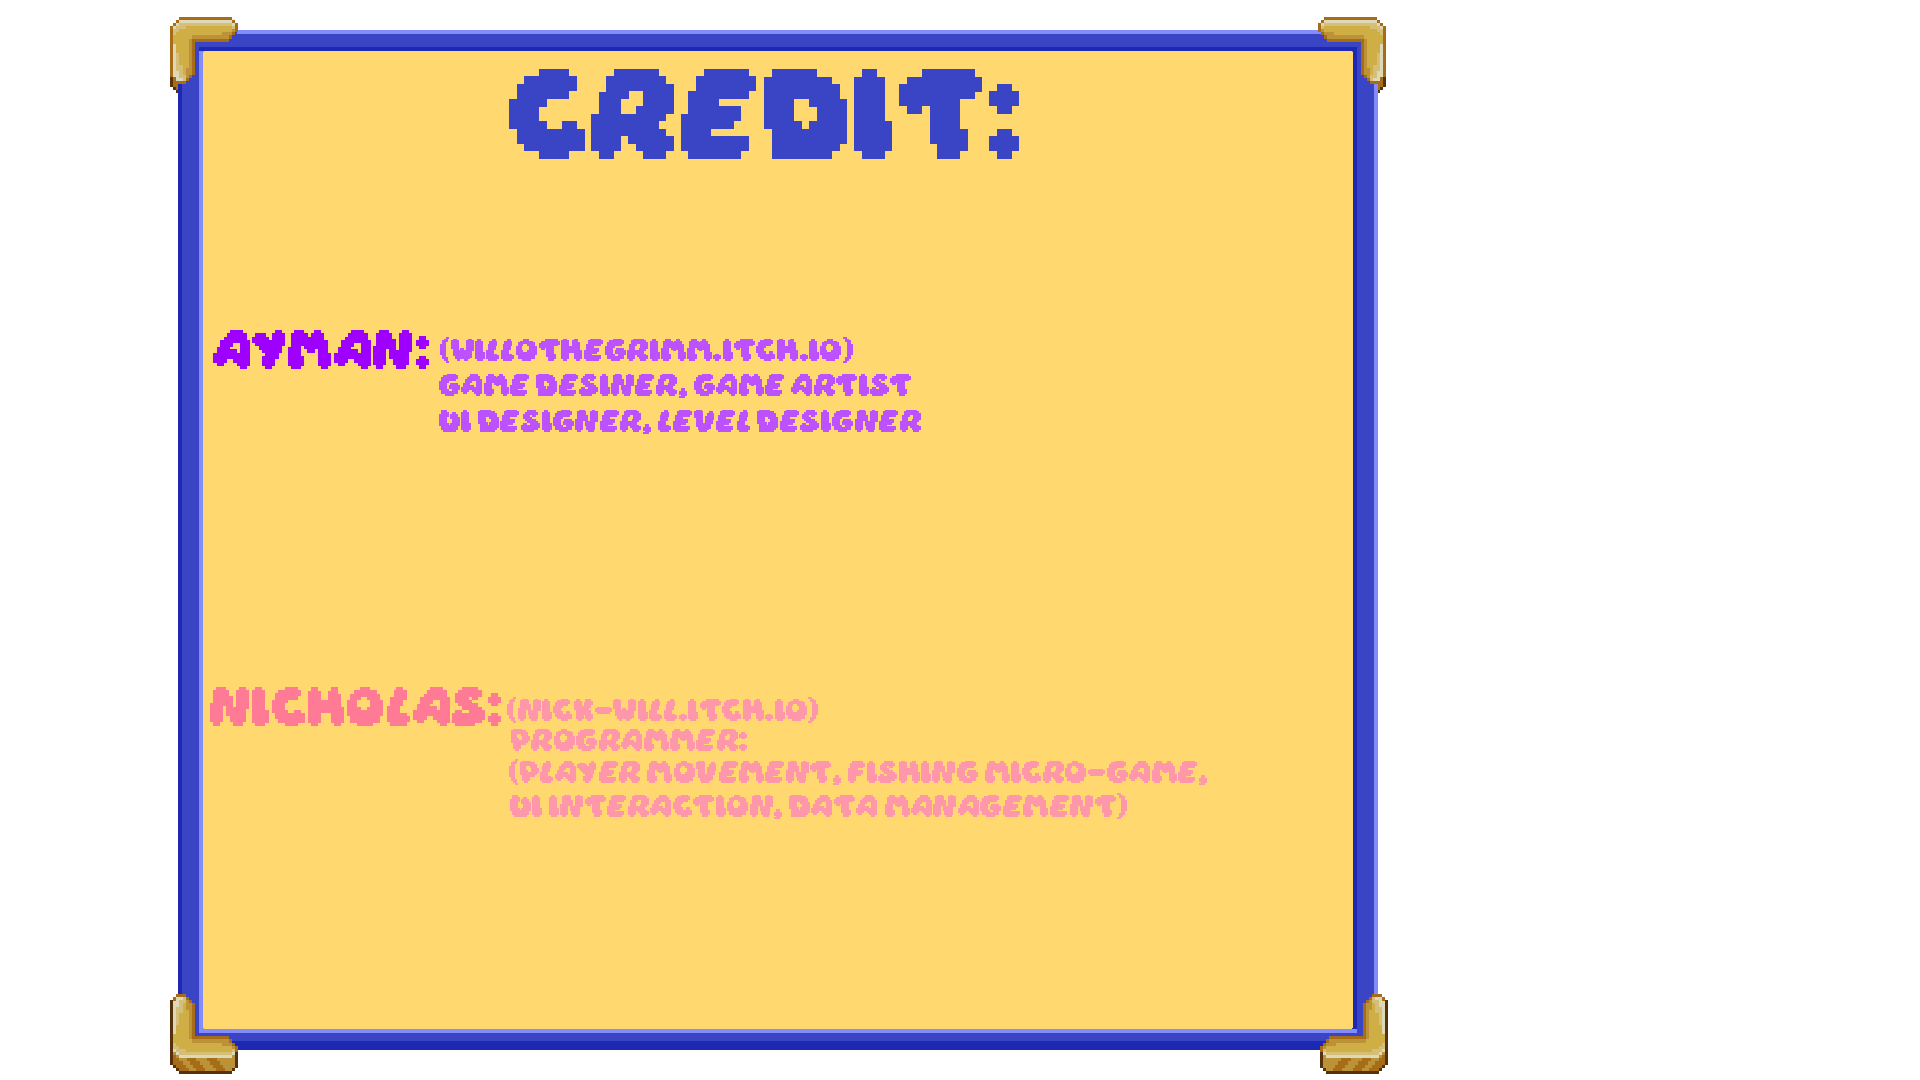 CREDIT:
AYMAN: (WILLOTHEGRIMM.ITCH.IO)
GAME DESINER, GAME ARTIST
UI DESIGNER, LEVEL DESIGNER
NICHOLAS: (NICK-WILL.ITCH.IO)
PROGRAMMER:
(PLAYER MOVEMENT, FISHING MICRO-GAME,
UI INTERACTION, DATA MANAGEMENT)